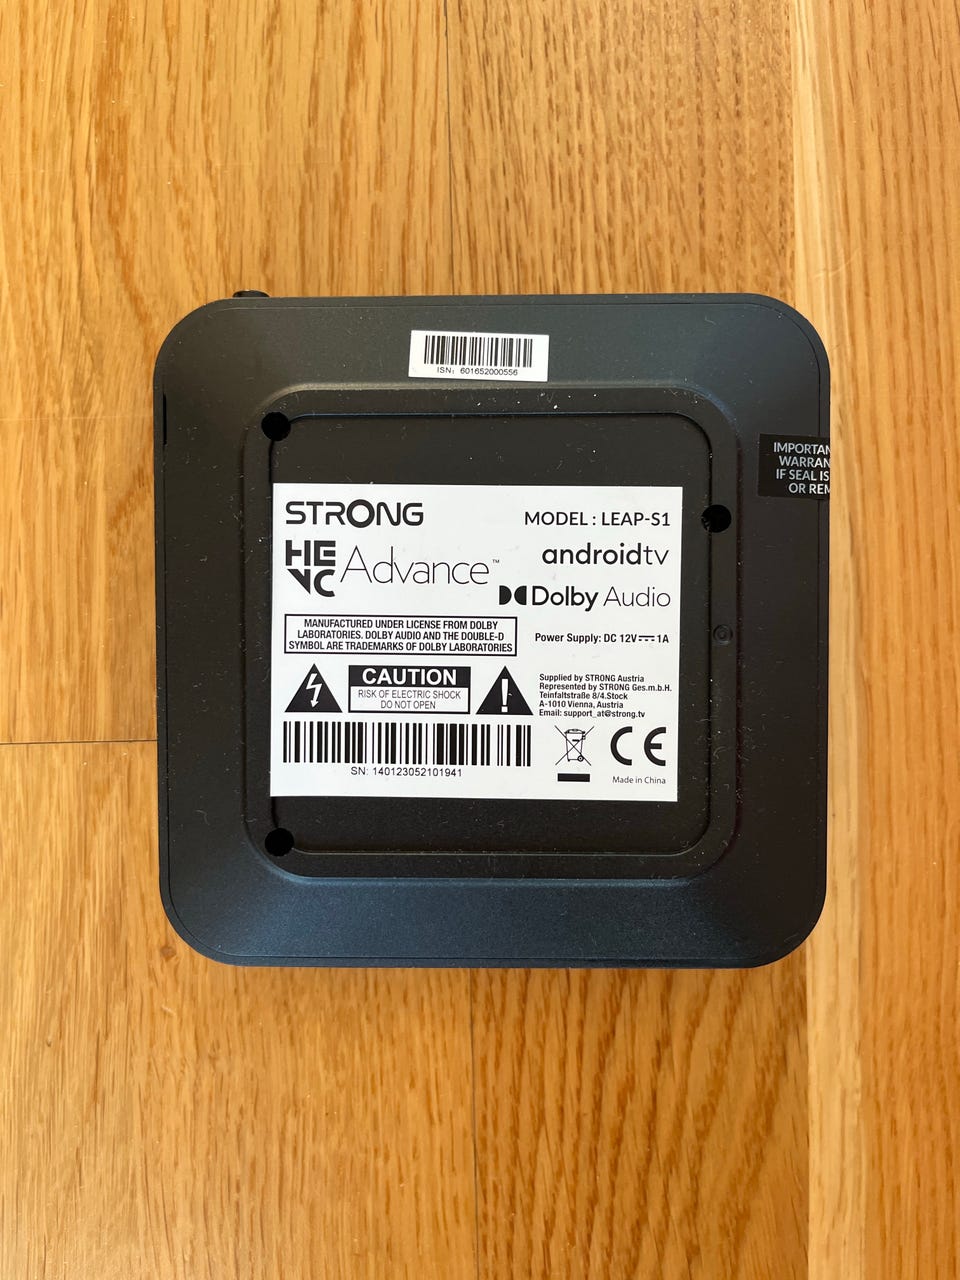 ISN: 601652000556
IMPORTAN
WARRAN
IF SEAL IS
OR REM
STRONG
MODEL : LEAP-S1
HEVC Advance™
androidtv
Dolby Audio
MANUFACTURED UNDER LICENSE FROM DOLBY
LABORATORIES. DOLBY AUDIO AND THE DOUBLE-D
SYMBOL ARE TRADEMARKS OF DOLBY LABORATORIES
Power Supply: DC 12V⎓1A
CAUTION
RISK OF ELECTRIC SHOCK
DO NOT OPEN
Supplied by STRONG Austria
Represented by STRONG Ges.m.b.H.
Teinfaltstraße 8/4.Stock
A-1010 Vienna, Austria
Email: support_at@strong.tv
SN: 140123052101941
CE
Made in China